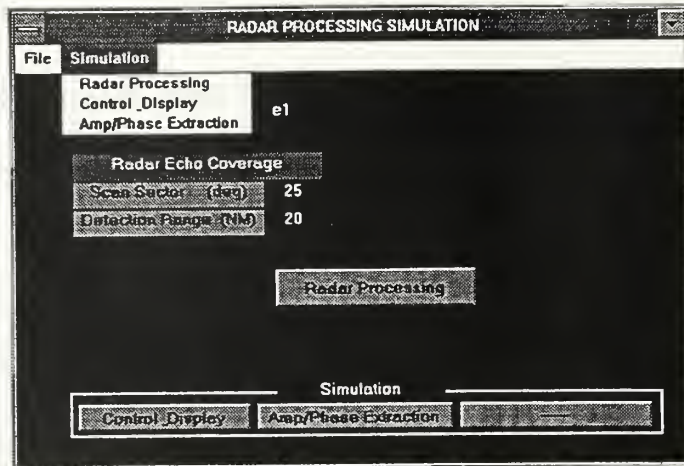 RADAR PROCESSING SIMULATION
File Simulation
Radar Processing
Control_Display
Amp/Phase Extraction
e1
Radar Echo Coverage
Scan Sector (deg) 25
Detection Range (NM) 20
Radar Processing
Simulation
Control_Display Amp/Phase Extraction